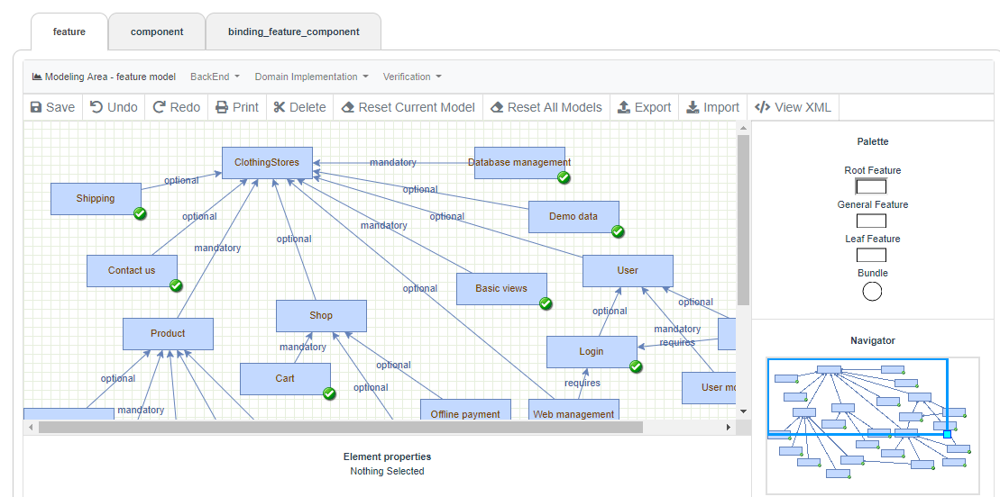 feature component binding_feature_component
Modeling Area - feature model BackEnd Domain Implementation Verification
Save Undo Redo Print Delete Reset Current Model Reset All Models Export Import View XML
ClothingStores
mandatory
Database management
optional
Shipping
optional
optional
Demo data
optional
mandatory
mandatory
optional
Contact us
User
optional
Basic views
optional
optional
Shop
Product
mandatory
requires
mandatory
Login
optional
Cart
optional
optional
requires
mandatory
User
Offline payment
Web management
Palette
Root Feature
General Feature
Leaf Feature
Bundle
Navigator
Element properties
Nothing Selected